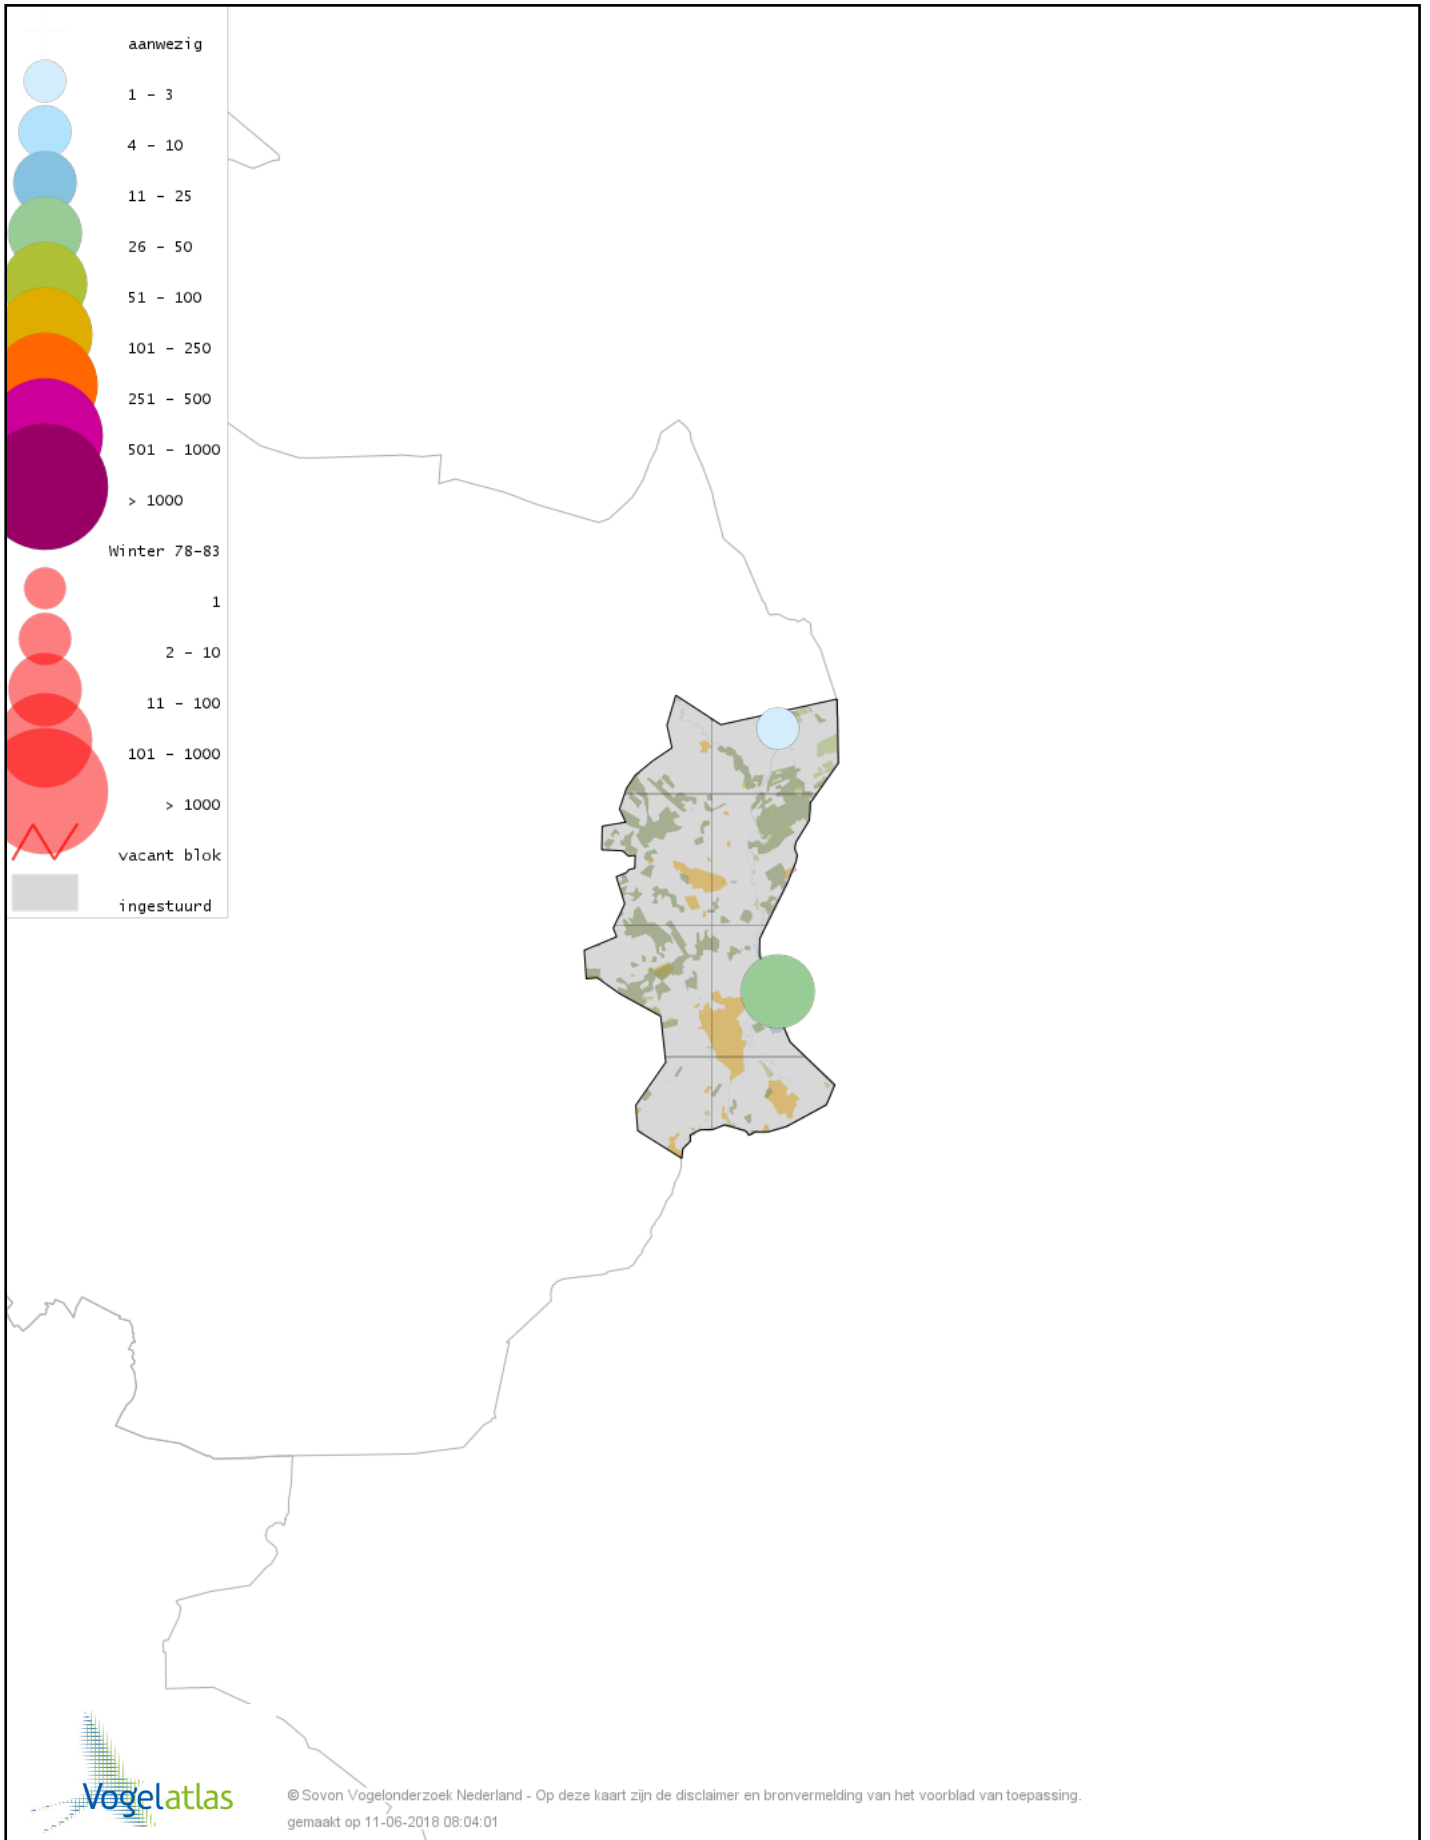 aanwezig
1 - 3
4 - 10
11 - 25
26 - 50
51 - 100
101 - 250
251 - 500
501 - 1000
> 1000
Winter 78-83
1
2 - 10
11 - 100
101 - 1000
> 1000
vacant blok
ingestuurd
Vogelatlas
© Sovon Vogelonderzoek Nederland - Op deze kaart zijn de disclaimer en bronvermelding van het voorblad van toepassing.
gemaakt op 11-06-2018 08:04:01